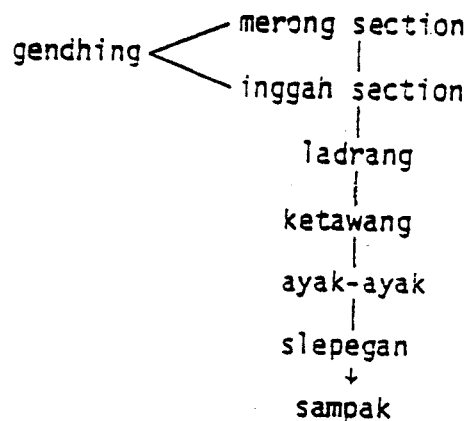 merong section
gendhing
inggah section
ladrang
ketawang
ayak-ayak
slepegan
sampak